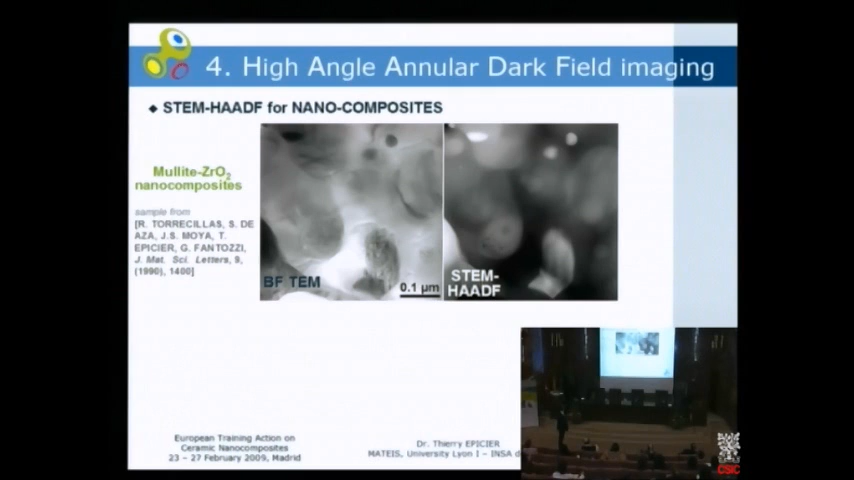 4. High Angle Annular Dark Field imaging
◆ STEM-HAADF for NANO-COMPOSITES
Mullite-ZrO2
nanocomposites
sample from
[R. TORRECILLAS, S. DE
AZA, J.S. MOYA, T.
EPICIER, G. FANTOZZI,
J. Mat. Sci. Letters, 9,
(1990), 1400]
BF TEM
0.1 µm
STEM-
HAADF
European Training Action on
Ceramic Nanocomposites
23 – 27 February 2009, Madrid
Dr. Thierry EPICIER
MATEIS, University Lyon I – INSA d
CSIC